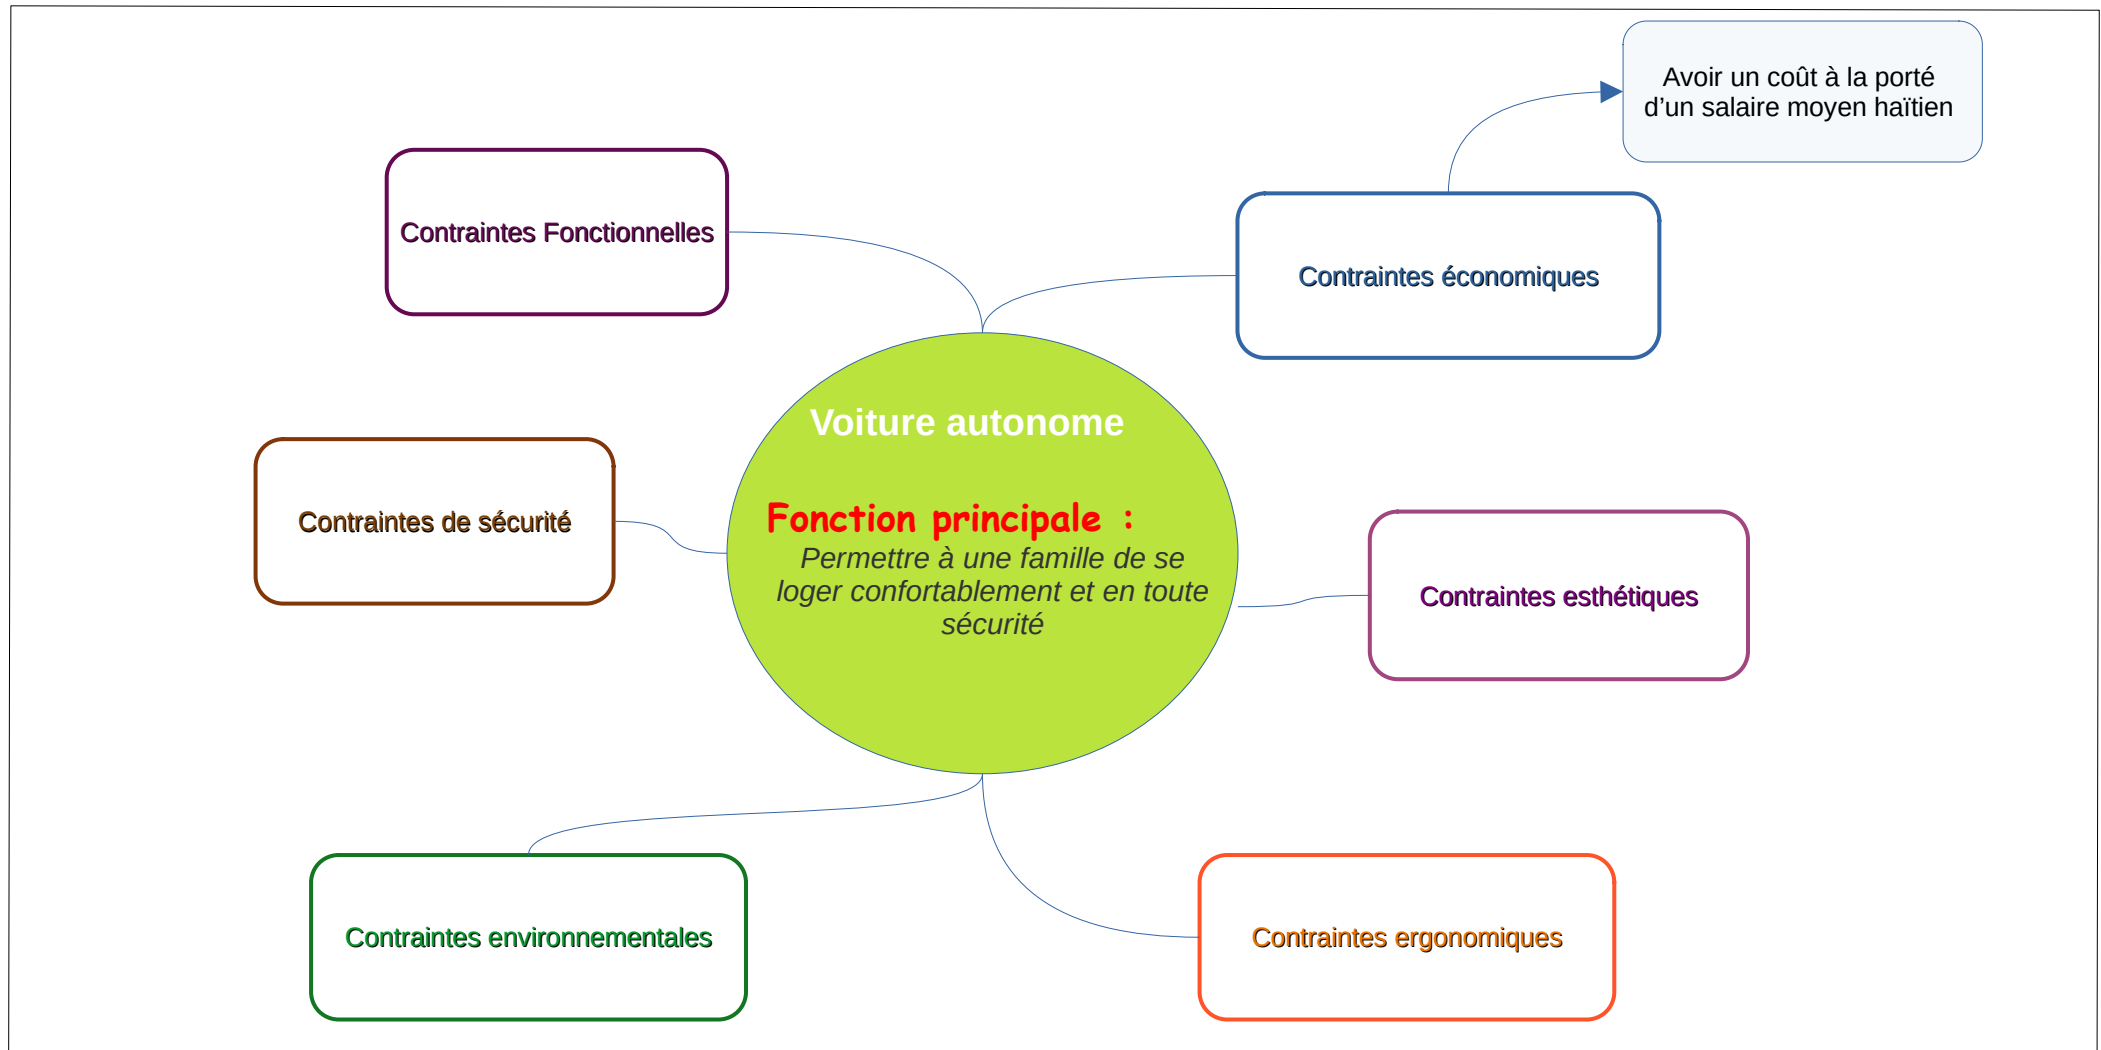 Avoir un coût à la porté
d’un salaire moyen haïtien
Contraintes Fonctionnelles
Contraintes économiques
Voiture autonome
Fonction principale :
Permettre à une famille de se
loger confortablement et en toute
sécurité
Contraintes de sécurité
Contraintes esthétiques
Contraintes environnementales
Contraintes ergonomiques